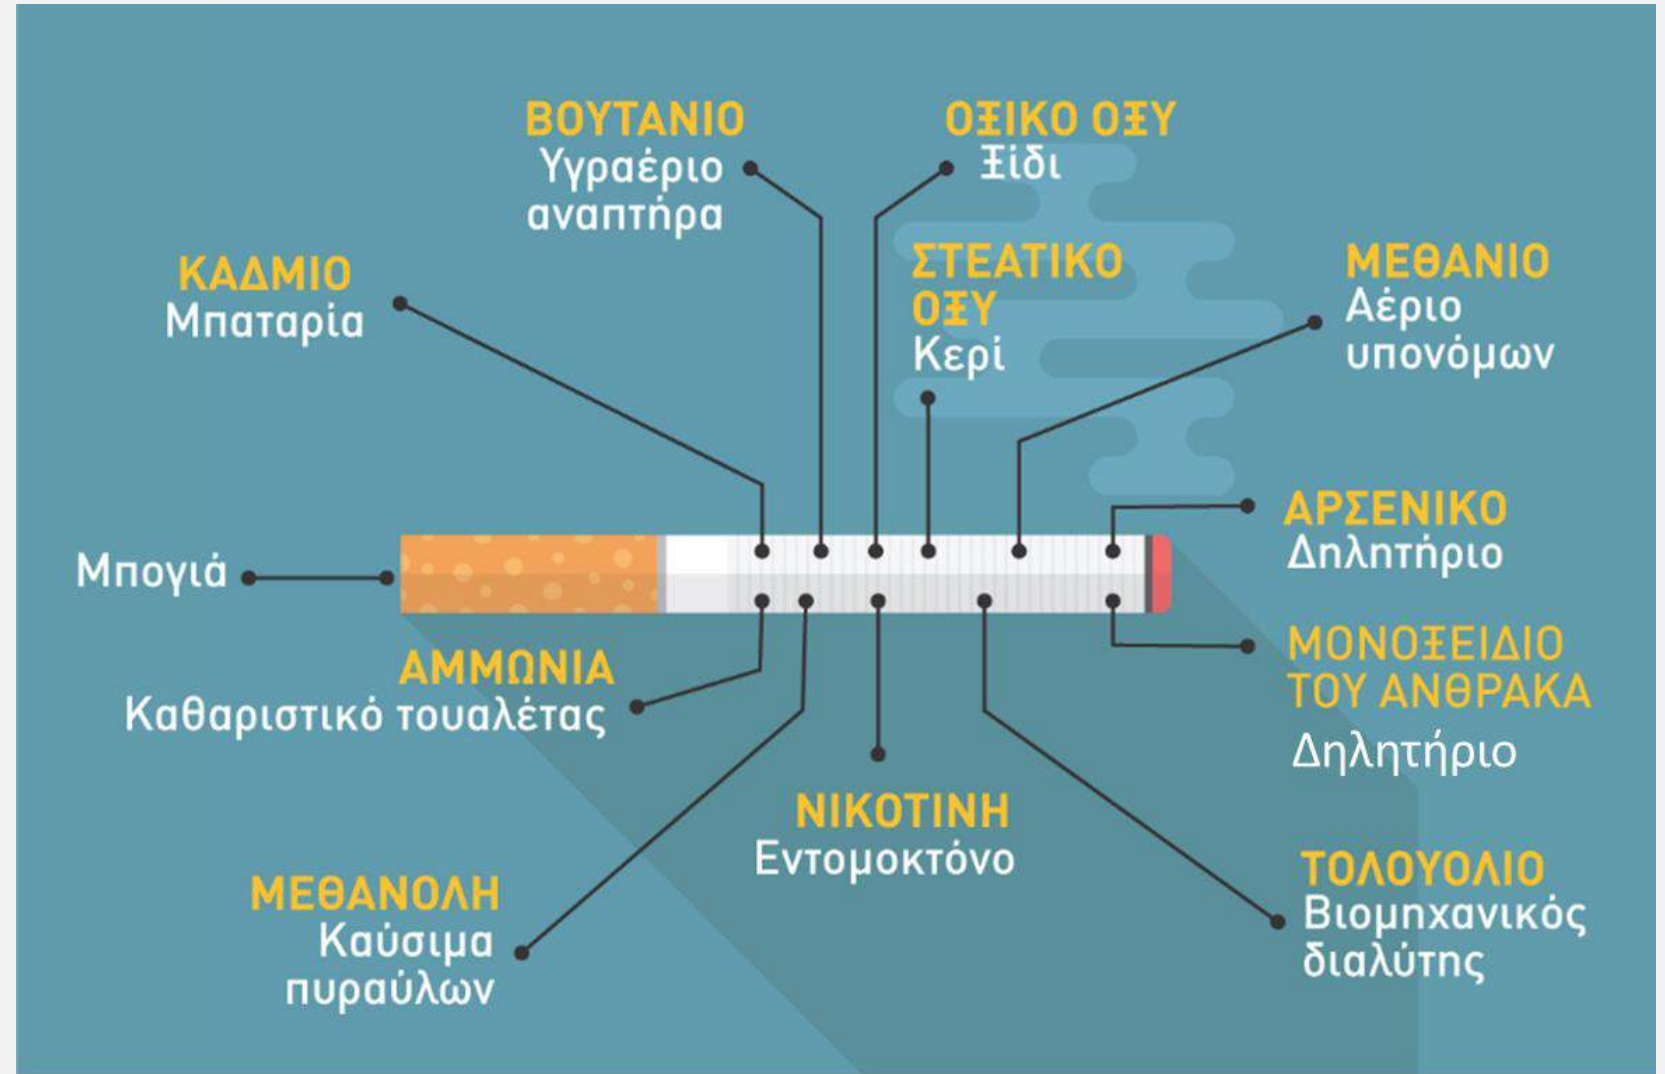 ΒΟΥΤΑΝΙΟ
Υγραέριο
αναπτήρα
ΟΞΙΚΟ ΟΞΥ
Ξίδι
ΚΑΔΜΙΟ
Μπαταρία
ΣΤΕΑΤΙΚΟ
ΟΞΥ
Κερί
ΜΕΘΑΝΙΟ
Αέριο
υπονόμων
ΑΡΣΕΝΙΚΟ
Δηλητήριο
Μπογιά
ΑΜΜΩΝΙΑ
Καθαριστικό τουαλέτας
ΜΟΝΟΞΕΙΔΙΟ
ΤΟΥ ΑΝΘΡΑΚΑ
Δηλητήριο
ΝΙΚΟΤΙΝΗ
Εντομοκτόνο
ΜΕΘΑΝΟΛΗ
Καύσιμα
πυραύλων
ΤΟΛΟΥΟΛΙΟ
Βιομηχανικός
διαλύτης